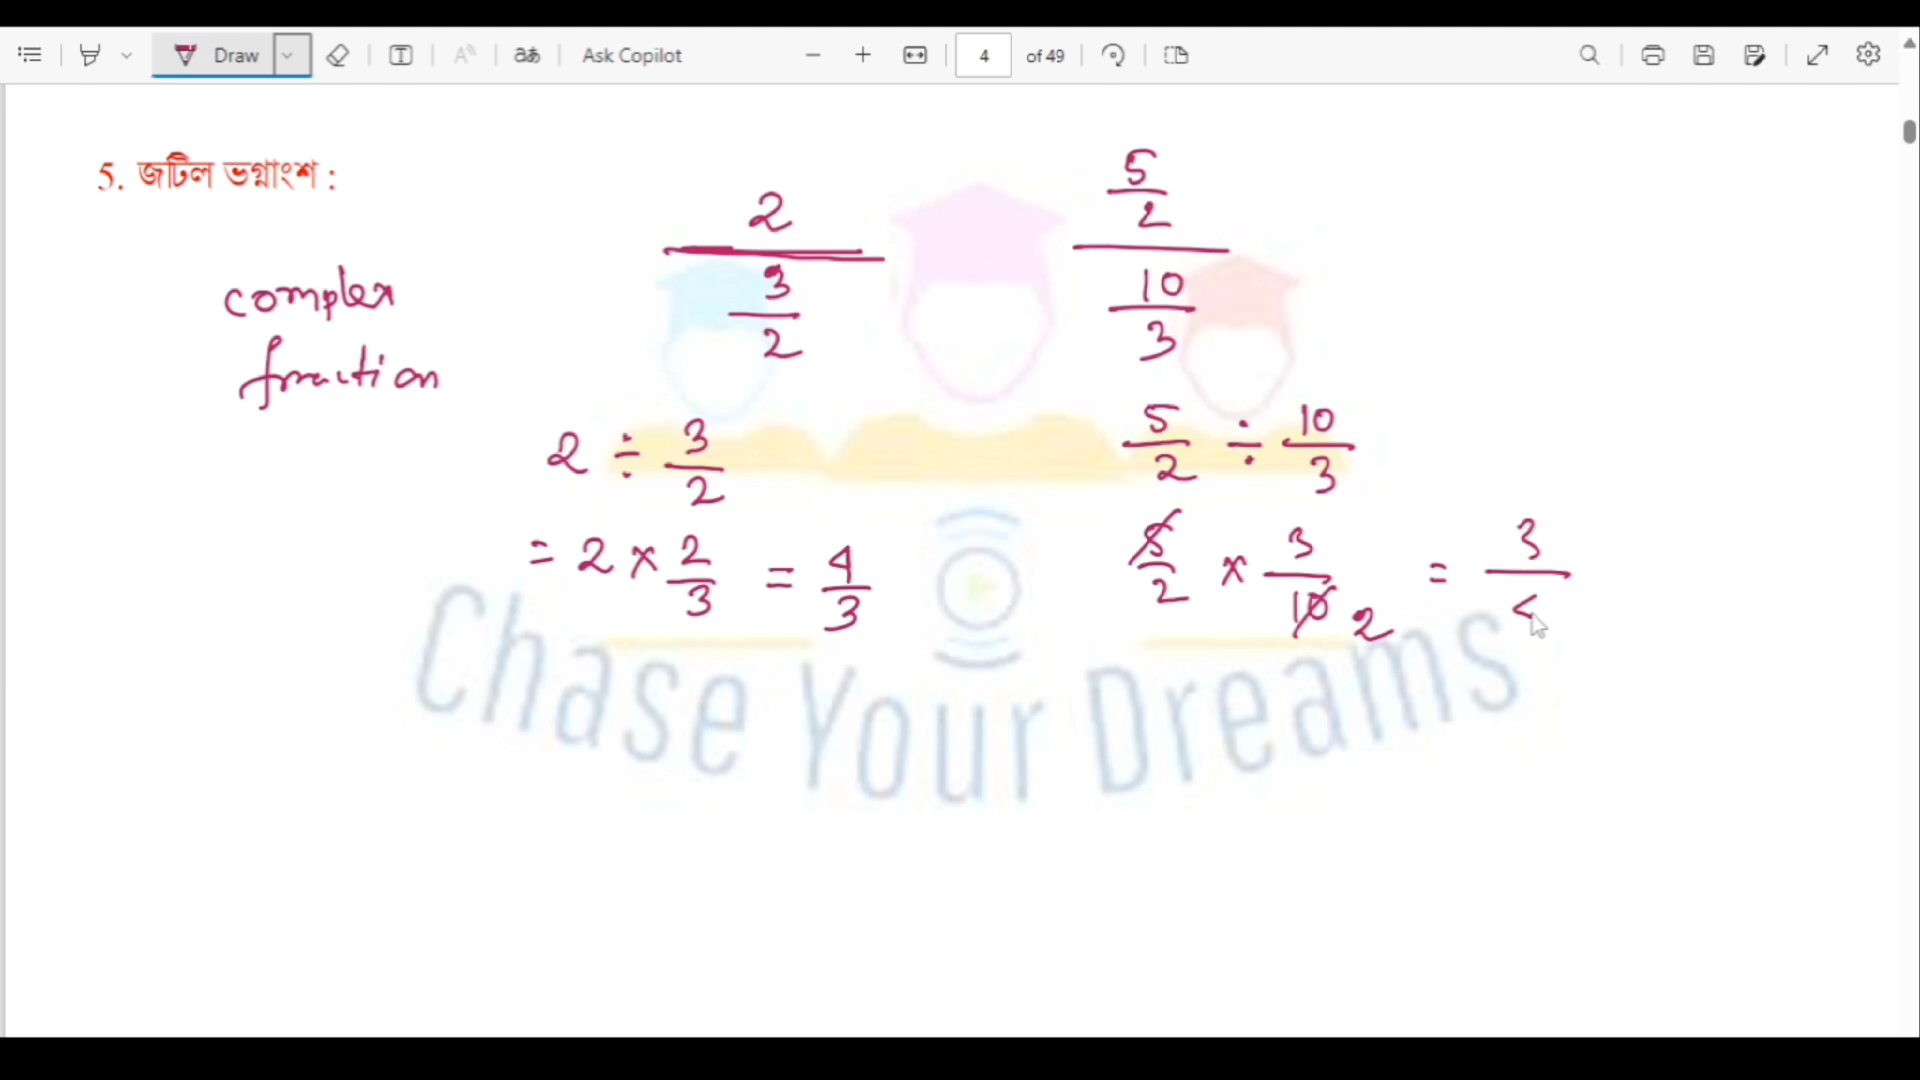 Draw Ask Copilot 4 of 49
5. জটিল ভগ্নাংশ :
complex
fraction
2
3
2
5
2
10
3
2 ÷ 3/2
5/2 ÷ 10/3
= 2 × 2/3 = 4/3
5/2 × 3/10 2 = 3/
Chase Your Dreams